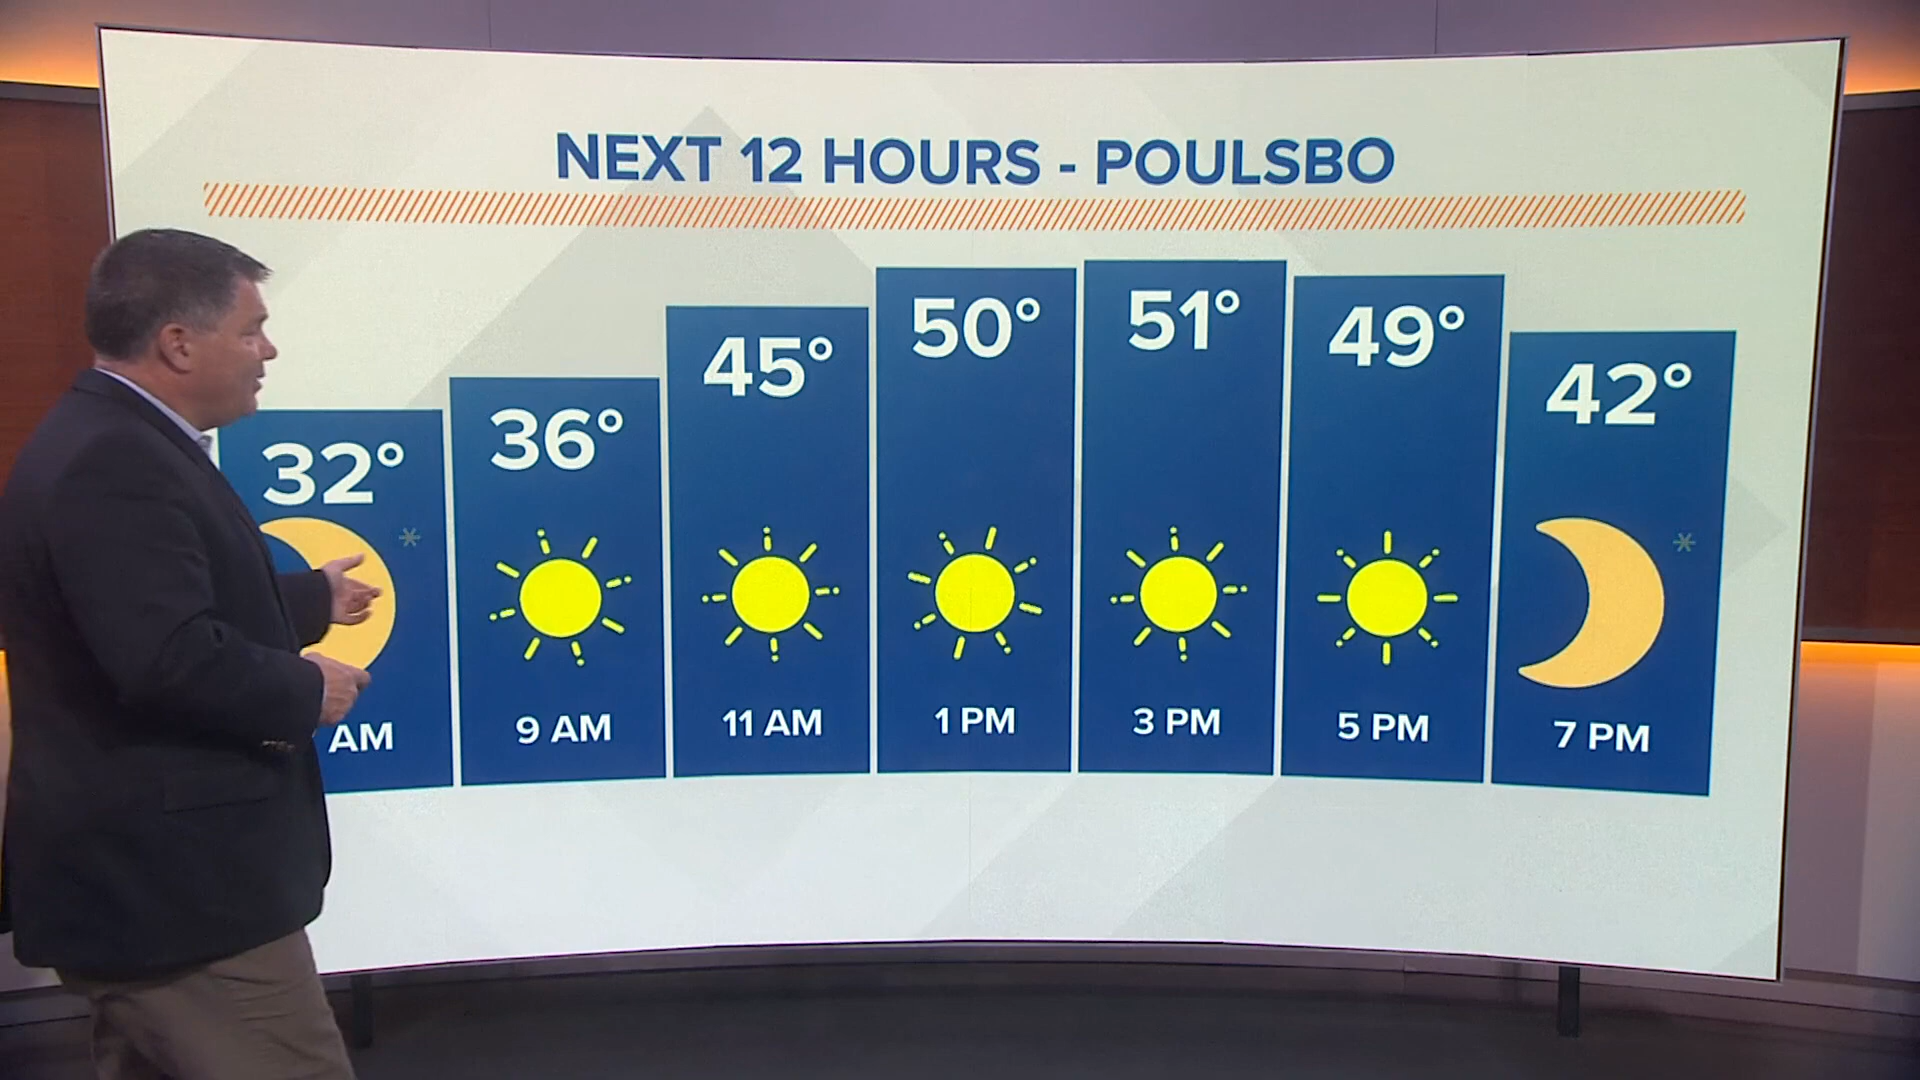 NEXT 12 HOURS - POULSBO
32° 36° 45° 50° 51° 49° 42°
AM 9 AM 11 AM 1 PM 3 PM 5 PM 7 PM